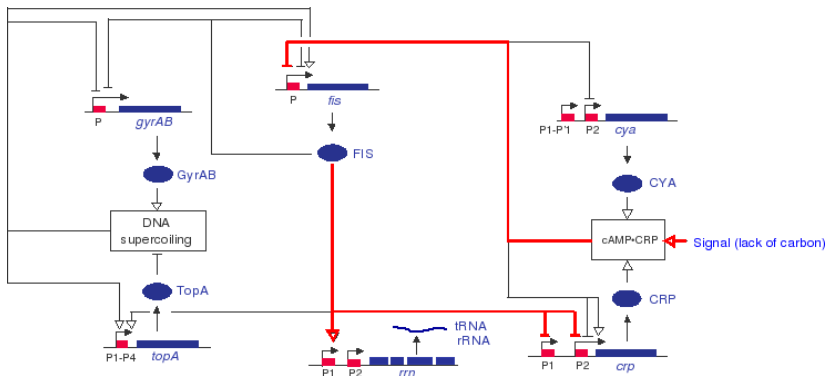 P
gyrAB
P
fis
P1-P'1
P2
cya
GyrAB
FIS
CYA
DNA
supercoiling
cAMP•CRP
Signal (lack of carbon)
TopA
CRP
P1-P4
topA
tRNA
rRNA
P1
P2
rrn
P1
P2
crp